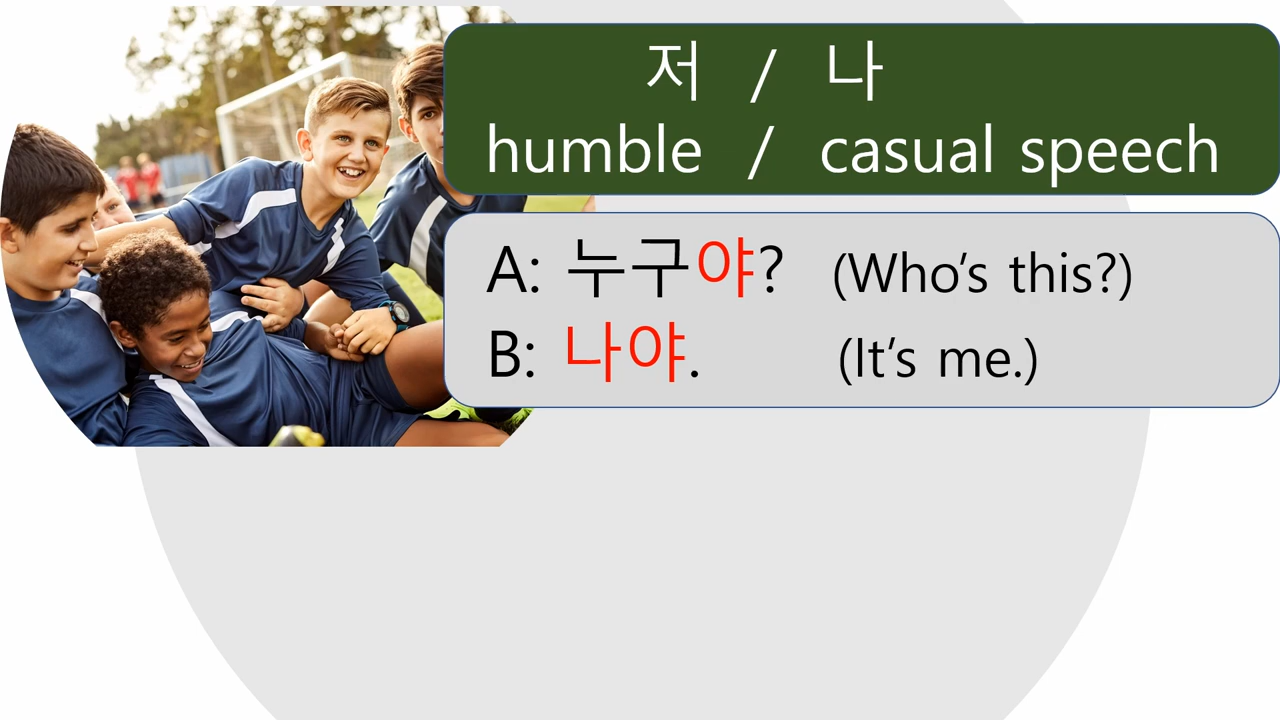 저 / 나
humble / casual speech
A: 누구야? (Who's this?)
B: 나야. (It's me.)